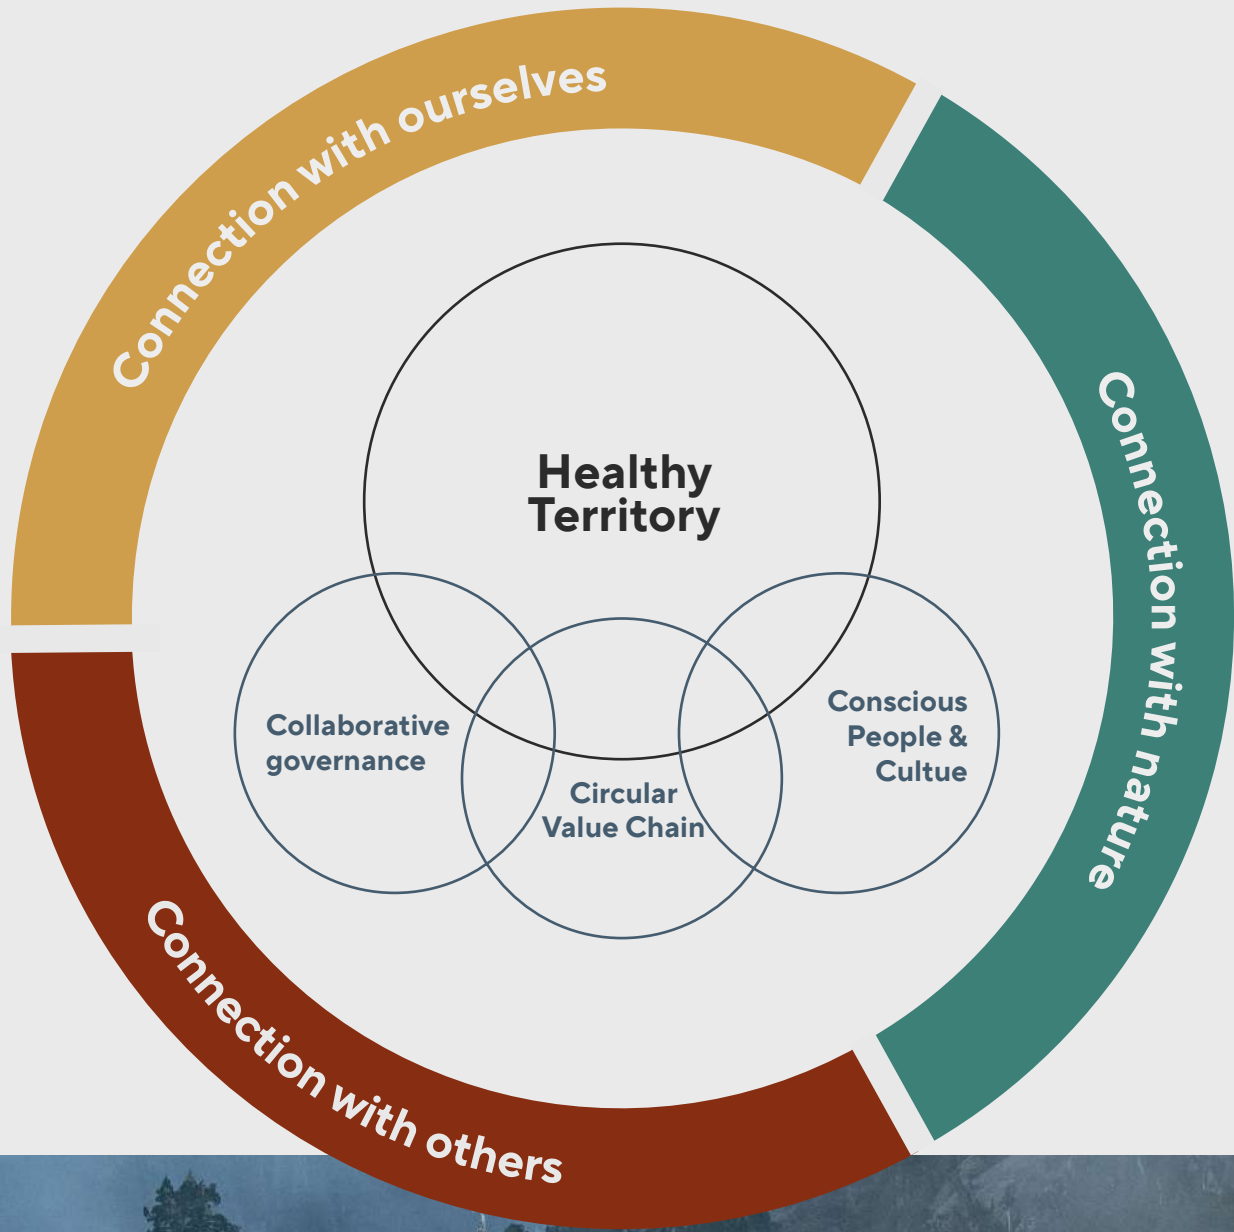 Connection with ourselves
Connection with nature
Healthy
Territory
Collaborative
governance
Circular
Value Chain
Conscious
People &
Cultue
Connection with others